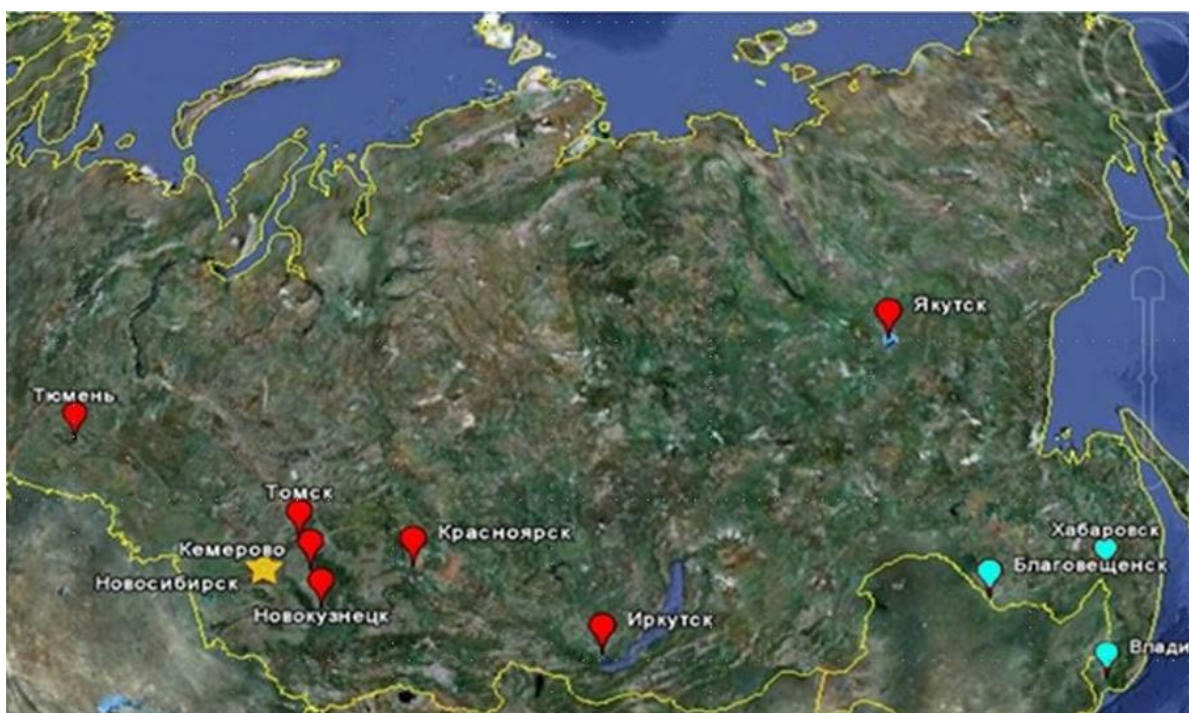 Якутск
Тюмень
Томск
Красноярск
Кемерово
Хабаровск
Благовещенск
Новосибирск
Новокузнецк
Иркутск
Влади